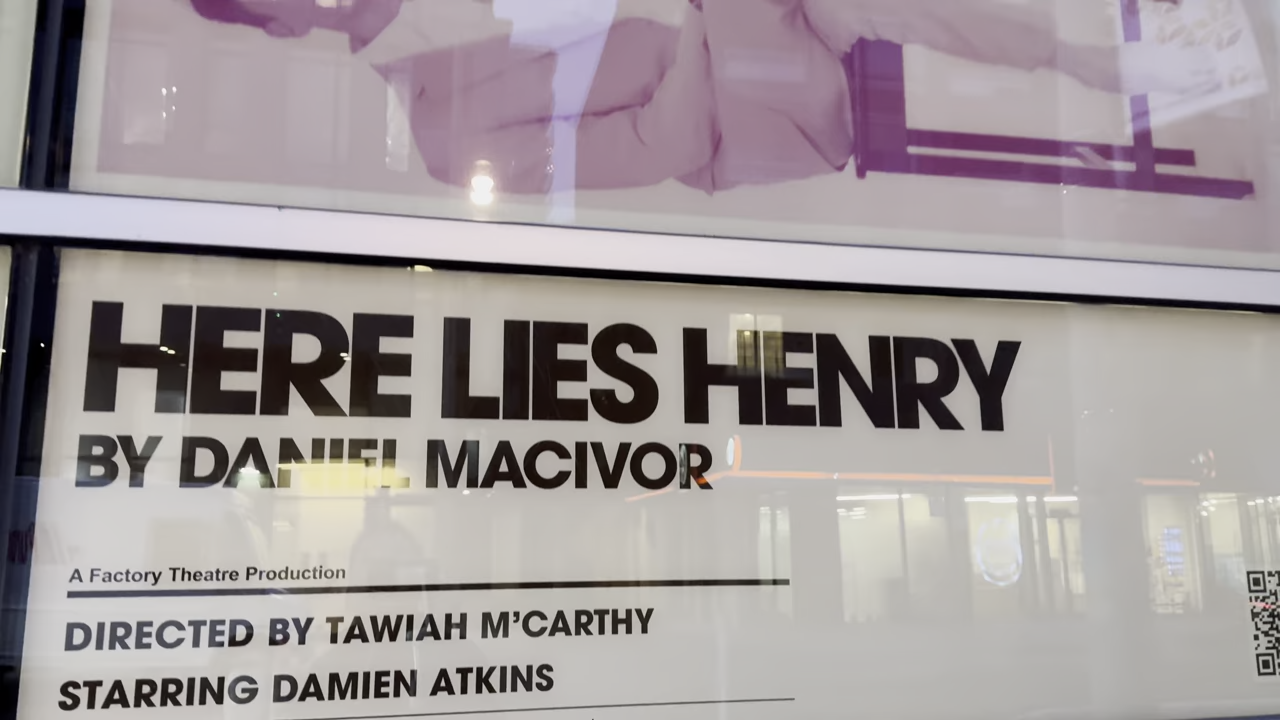 HERE LIES HENRY
BY DANIEL MACIVOR
A Factory Theatre Production
DIRECTED BY TAWIAH M'CARTHY
STARRING DAMIEN ATKINS